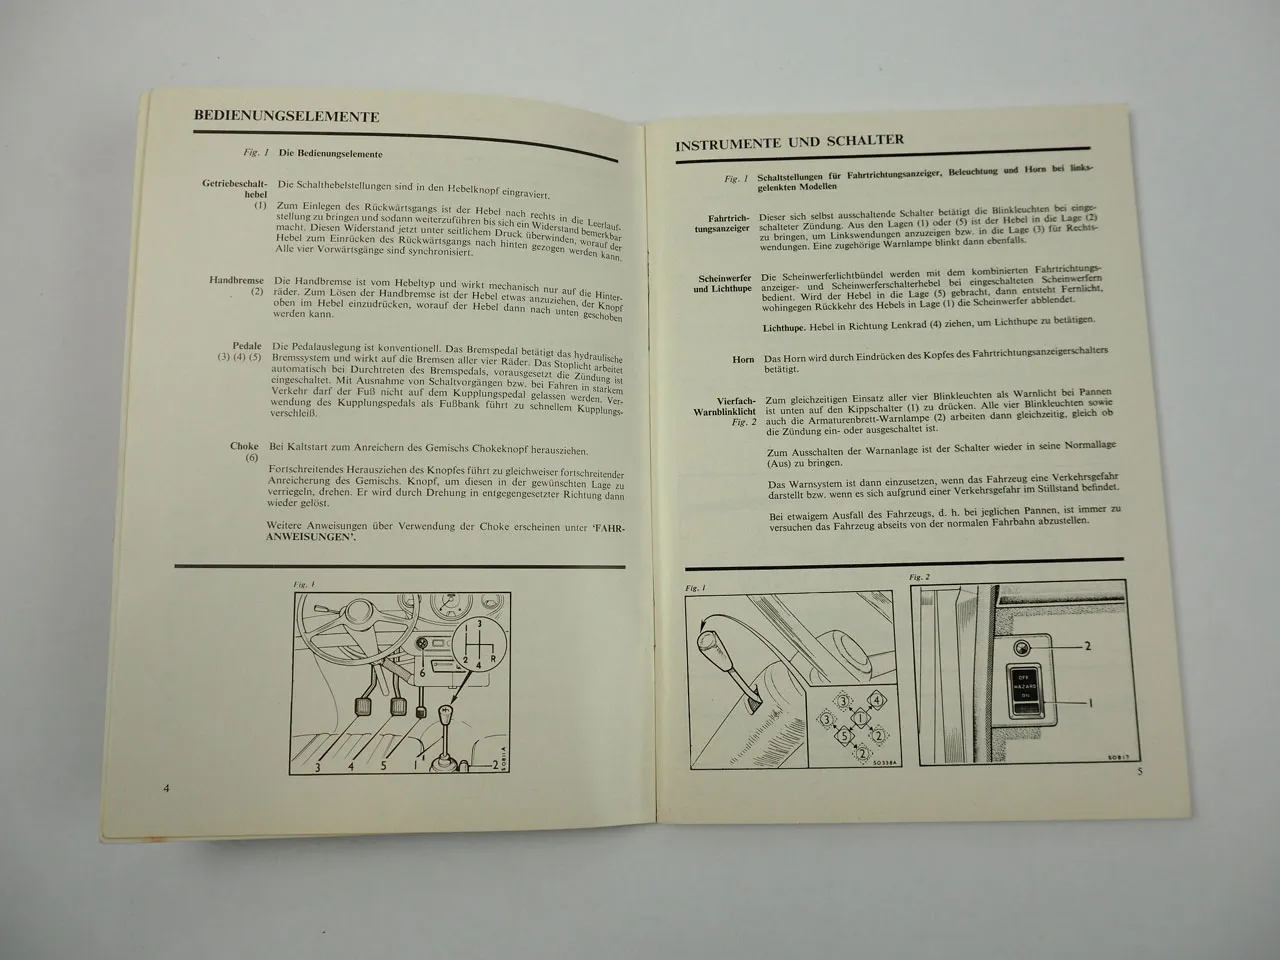 BEDIENUNGSELEMENTE
Fig. 1 Die Bedienungselemente
Getriebeschalt-
hebel
(1)
Die Schalthebelstellungen sind in den Hebelknopf eingraviert.
Zum Einlegen des Rückwärtsgangs ist der Hebel nach rechts in die Leerlauf-
stellung zu bringen und sodann weiterzuführen bis sich ein Widerstand bemerkbar
macht. Diesen Widerstand jetzt unter seitlichem Druck überwinden, worauf der
Hebel zum Einrücken des Rückwärtsgangs nach hinten gezogen werden kann.
Alle vier Vorwärtsgänge sind synchronisiert.
Handbremse
(2)
Die Handbremse ist vom Hebeltyp und wirkt mechanisch nur auf die Hinter-
räder. Zum Lösen der Handbremse ist der Hebel etwas anzuziehen, der Knopf
oben im Hebel einzudrücken, worauf der Hebel dann nach unten geschoben
werden kann.
Pedale
(3) (4) (5)
Die Pedalauslegung ist konventionell. Das Bremspedal betätigt das hydraulische
Bremssystem und wirkt auf die Bremsen aller vier Räder. Das Stoplicht arbeitet
automatisch bei Durchtreten des Bremspedals, vorausgesetzt die Zündung ist
eingeschaltet. Mit Ausnahme von Schaltvorgängen bzw. bei Fahren in starkem
Verkehr darf der Fuß nicht auf dem Kupplungspedal gelassen werden. Ver-
wendung des Kupplungspedals als Fußbank führt zu schnellem Kupplungs-
verschleiß.
Choke
(6)
Bei Kaltstart zum Anreichern des Gemischs Chokeknopf herausziehen.
Fortschreitendes Herausziehen des Knopfes führt zu gleichweiser fortschreitender
Anreicherung des Gemischs. Knopf, um diesen in der gewünschten Lage zu
verriegeln, drehen. Er wird durch Drehung in entgegengesetzter Richtung dann
wieder gelöst.
Weitere Anweisungen über Verwendung der Choke erscheinen unter 'FAHR-
ANWEISUNGEN'.
Fig. 1
1 3
2 4 R
6
3 4 5 1 2
SO811A
4
INSTRUMENTE UND SCHALTER
Fig. 1 Schaltstellungen für Fahrtrichtungsanzeiger, Beleuchtung und Horn bei links-
gelenkten Modellen
Fahrtrich-
tungsanzeiger
Dieser sich selbst ausschaltende Schalter betätigt die Blinkleuchten bei einge-
schalteter Zündung. Aus den Lagen (1) oder (5) ist der Hebel in die Lage (2)
zu bringen, um Linkswendungen anzuzeigen bzw. in die Lage (3) für Rechts-
wendungen. Eine zugehörige Warnlampe blinkt dann ebenfalls.
Scheinwerfer
und Lichthupe
Die Scheinwerferlichtbündel werden mit dem kombinierten Fahrtrichtungs-
anzeiger- und Scheinwerferschalterhebel bei eingeschalteten Scheinwerfern
bedient. Wird der Hebel in die Lage (5) gebracht, dann entsteht Fernlicht,
wohingegen Rückkehr des Hebels in Lage (1) die Scheinwerfer abblendet.
Lichthupe. Hebel in Richtung Lenkrad (4) ziehen, um Lichthupe zu betätigen.
Horn
Das Horn wird durch Eindrücken des Kopfes des Fahrtrichtungsanzeigerschalters
betätigt.
Vierfach-
Warnblinklicht
Fig. 2
Zum gleichzeitigen Einsatz aller vier Blinkleuchten als Warnlicht bei Pannen
ist unten auf den Kippschalter (1) zu drücken. Alle vier Blinkleuchten sowie
auch die Armaturenbrett-Warnlampe (2) arbeiten dann gleichzeitig, gleich ob
die Zündung ein- oder ausgeschaltet ist.
Zum Ausschalten der Warnanlage ist der Schalter wieder in seine Normallage
(Aus) zu bringen.
Das Warnsystem ist dann einzusetzen, wenn das Fahrzeug eine Verkehrsgefahr
darstellt bzw. wenn es sich aufgrund einer Verkehrsgefahr im Stillstand befindet.
Bei etwaigem Ausfall des Fahrzeugs, d. h. bei jeglichen Pannen, ist immer zu
versuchen das Fahrzeug abseits von der normalen Fahrbahn abzustellen.
Fig. 1
3 4
3 1
5 2
2
SO338A
Fig. 2
2
OFF
HAZARD
ON
1
SO817
5